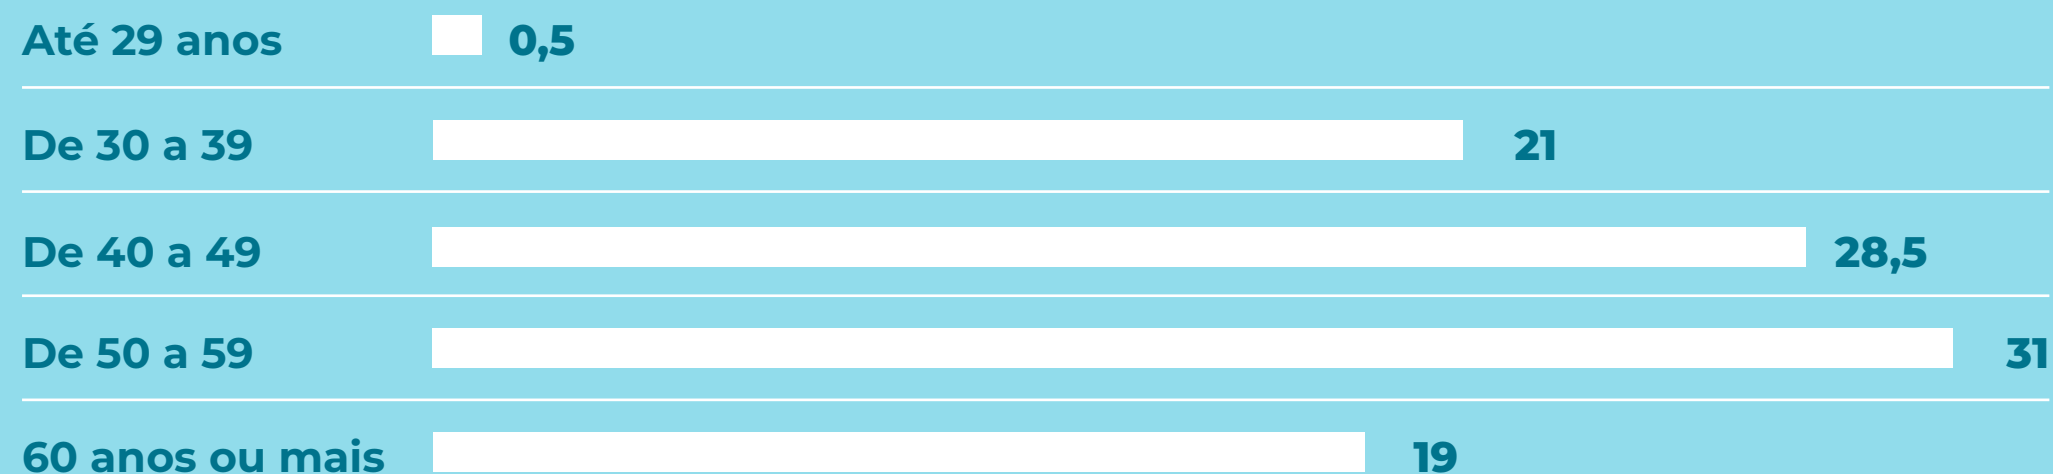 Até 29 anos 0,5
De 30 a 39 21
De 40 a 49 28,5
De 50 a 59 31
60 anos ou mais 19